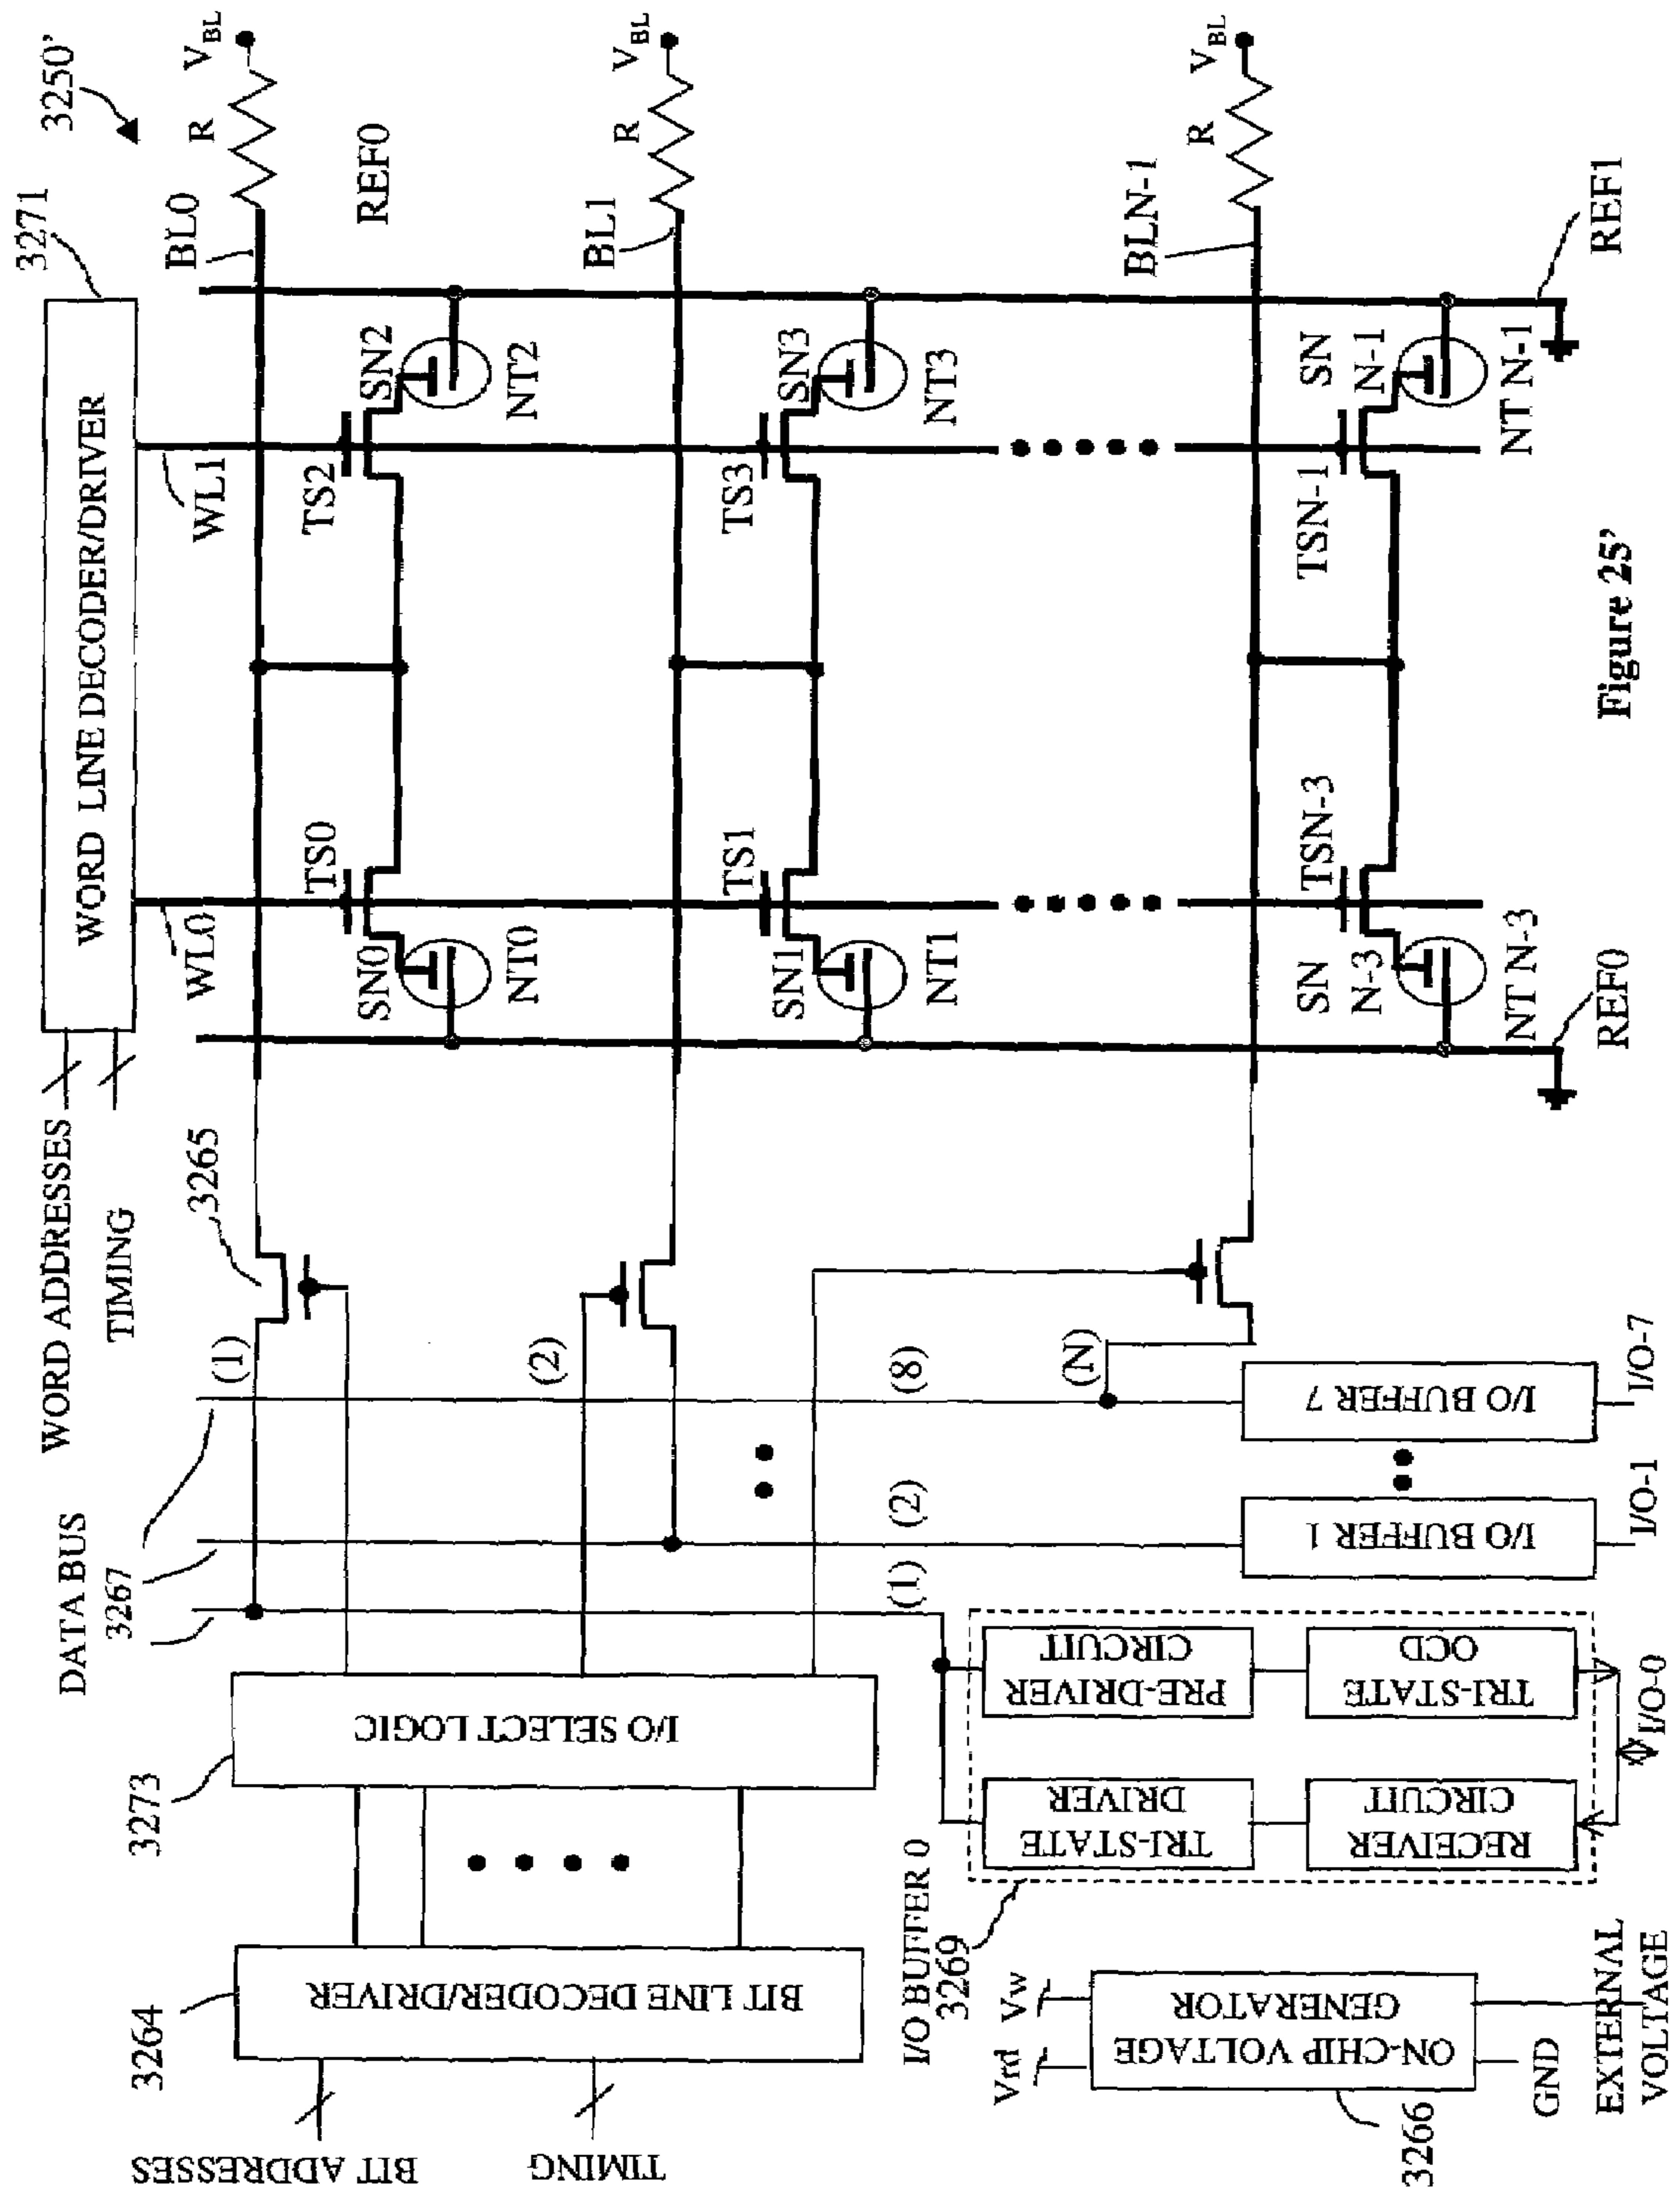 3250'
3271
WORD LINE DECODER/DRIVER
WORD ADDRESSES
TIMING
WL0
WL1
BL0
R
V_BL
REF0
TS0
SN0
NT0
TS2
SN2
NT2
BL1
R
V_BL
TS1
SN1
NT1
TS3
SN3
NT3
BLN-1
R
V_BL
TSN-3
SN
N-3
NT N-3
TSN-1
SN
N-1
NT N-1
REF0
REF1
3265
DATA BUS
3267
(1)
(2)
(N)
(1)
(2)
(8)
3273
I/O SELECT LOGIC
3264
BIT LINE DECODER/DRIVER
BIT ADDRESSES
TIMING
I/O BUFFER 0
3269
TRI-STATE
DRIVER
PRE-DRIVER
CIRCUIT
RECEIVER
CIRCUIT
TRI-STATE
OCD
I/O-0
I/O BUFFER 1
I/O-1
I/O BUFFER 7
I/O-7
Vrd
Vw
ON-CHIP VOLTAGE
GENERATOR
3266
GND
EXTERNAL
VOLTAGE
Figure 25'